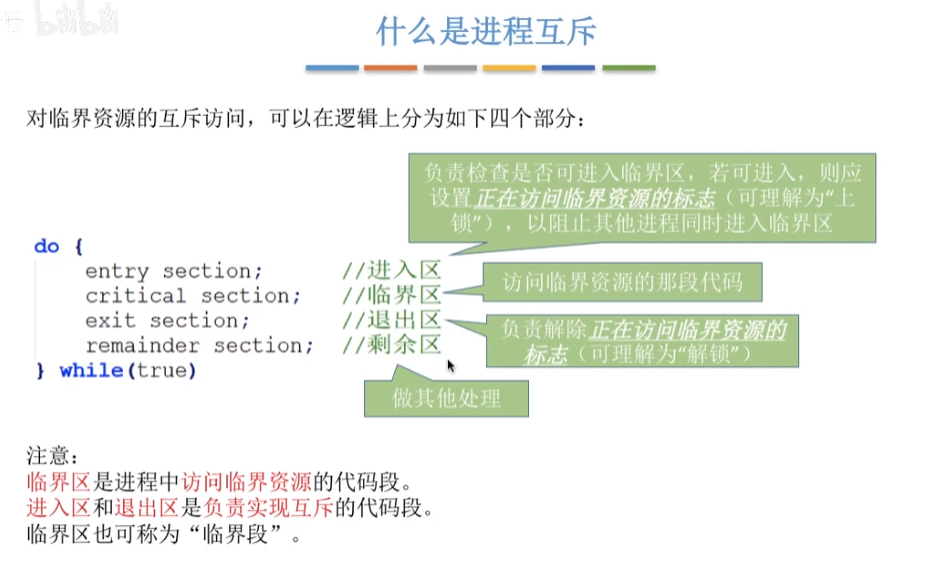 bilibili
什么是进程互斥
对临界资源的互斥访问，可以在逻辑上分为如下四个部分：
负责检查是否可进入临界区，若可进入，则应
设置正在访问临界资源的标志（可理解为“上
锁”），以阻止其他进程同时进入临界区
do {
entry section; //进入区
critical section; //临界区
exit section; //退出区
remainder section; //剩余区
} while(true)
访问临界资源的那段代码
负责解除正在访问临界资源的
标志（可理解为“解锁”）
做其他处理
注意：
临界区是进程中访问临界资源的代码段。
进入区和退出区是负责实现互斥的代码段。
临界区也可称为“临界段”。